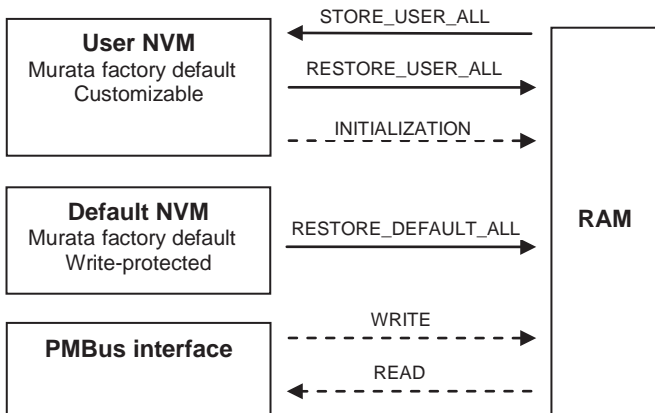 STORE_USER_ALL
User NVM
Murata factory default
Customizable
RESTORE_USER_ALL
INITIALIZATION
Default NVM
Murata factory default
Write-protected
RESTORE_DEFAULT_ALL
RAM
WRITE
PMBus interface
READ